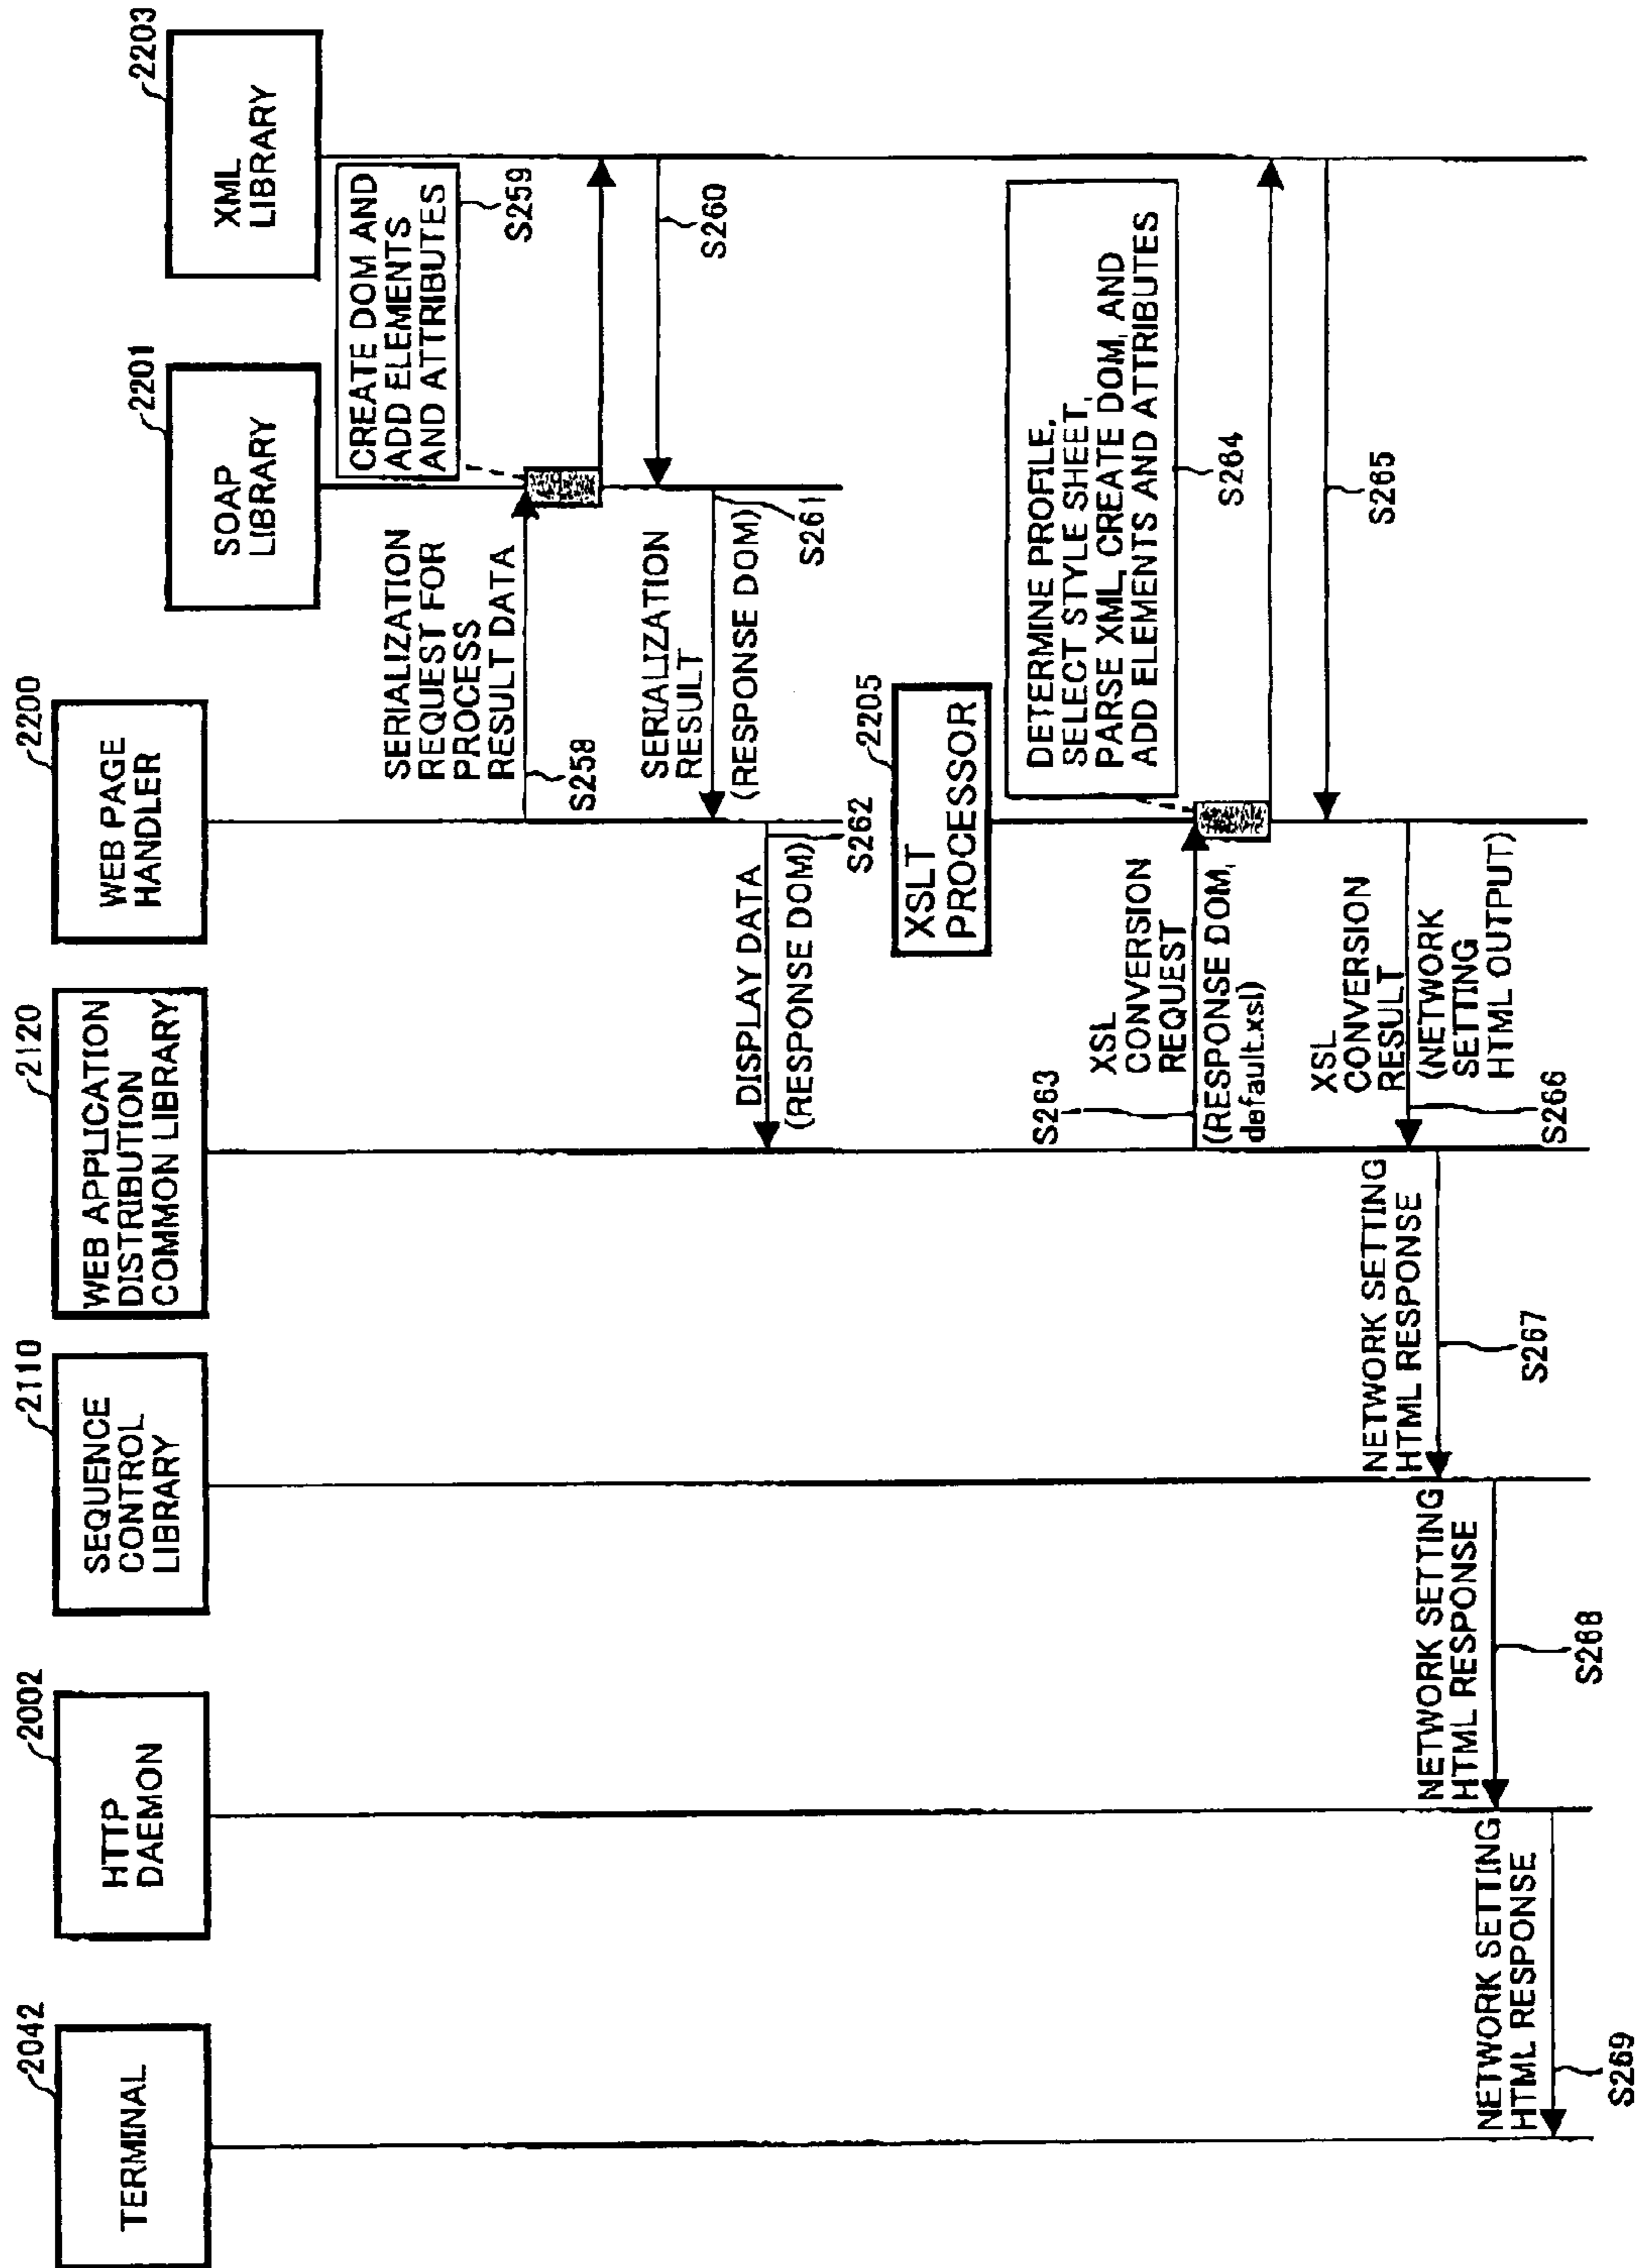 2042
TERMINAL
2002
HTTP
DAEMON
2110
SEQUENCE
CONTROL
LIBRARY
2120
WEB APPLICATION
DISTRIBUTION
COMMON LIBRARY
2200
WEB PAGE
HANDLER
2201
SOAP
LIBRARY
2203
XML
LIBRARY
CREATE DOM AND
ADD ELEMENTS
AND ATTRIBUTES
S259
SERIALIZATION
REQUEST FOR
PROCESS
RESULT DATA
S258
S260
SERIALIZATION
RESULT
(RESPONSE DOM)
S261
DISPLAY DATA
(RESPONSE DOM)
S262
XSLT
PROCESSOR
2205
DETERMINE PROFILE,
SELECT STYLE SHEET,
PARSE XML, CREATE DOM, AND
ADD ELEMENTS AND ATTRIBUTES
S264
S263
XSL
CONVERSION
REQUEST
(RESPONSE DOM,
default.xsl)
S265
XSL
CONVERSION
RESULT
(NETWORK
SETTING
HTML OUTPUT)
S266
NETWORK SETTING
HTML RESPONSE
S267
NETWORK SETTING
HTML RESPONSE
S268
NETWORK SETTING
HTML RESPONSE
S269